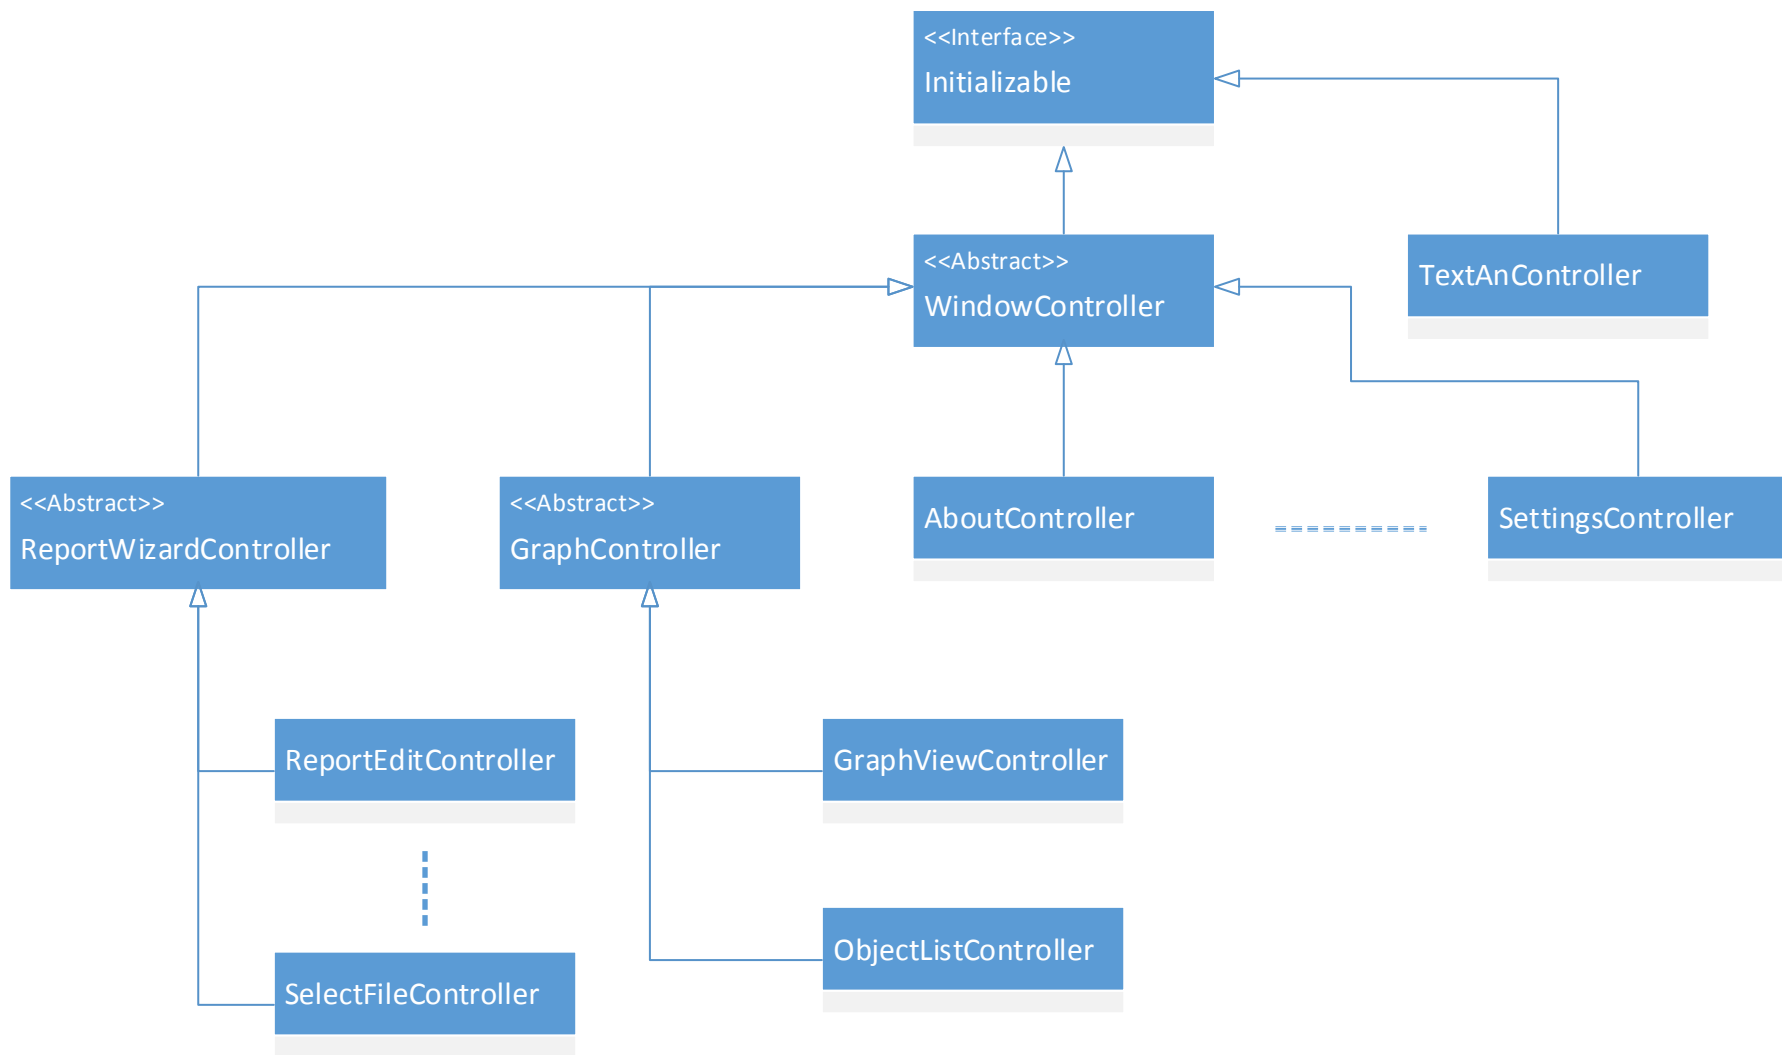 <<Interface>>
Initializable
<<Abstract>>
WindowController
TextAnController
<<Abstract>>
ReportWizardController
<<Abstract>>
GraphController
AboutController
SettingsController
ReportEditController
GraphViewController
ObjectListController
SelectFileController